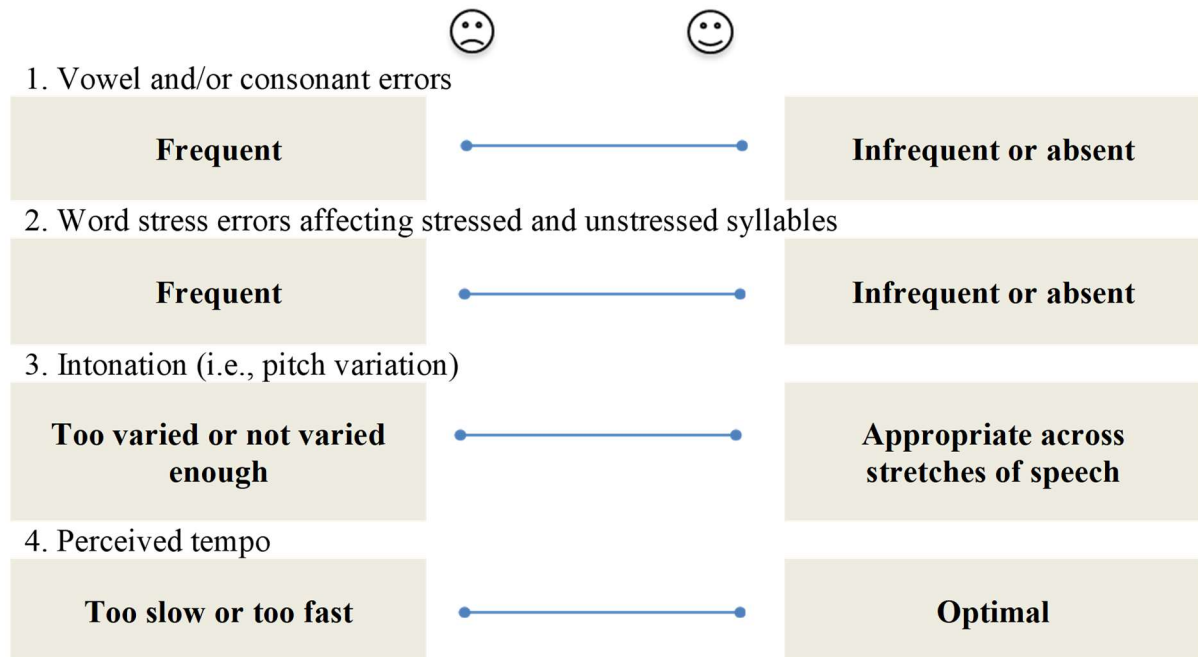 1. Vowel and/or consonant errors
Frequent
Infrequent or absent
2. Word stress errors affecting stressed and unstressed syllables
Frequent
Infrequent or absent
3. Intonation (i.e., pitch variation)
Too varied or not varied
enough
Appropriate across
stretches of speech
4. Perceived tempo
Too slow or too fast
Optimal